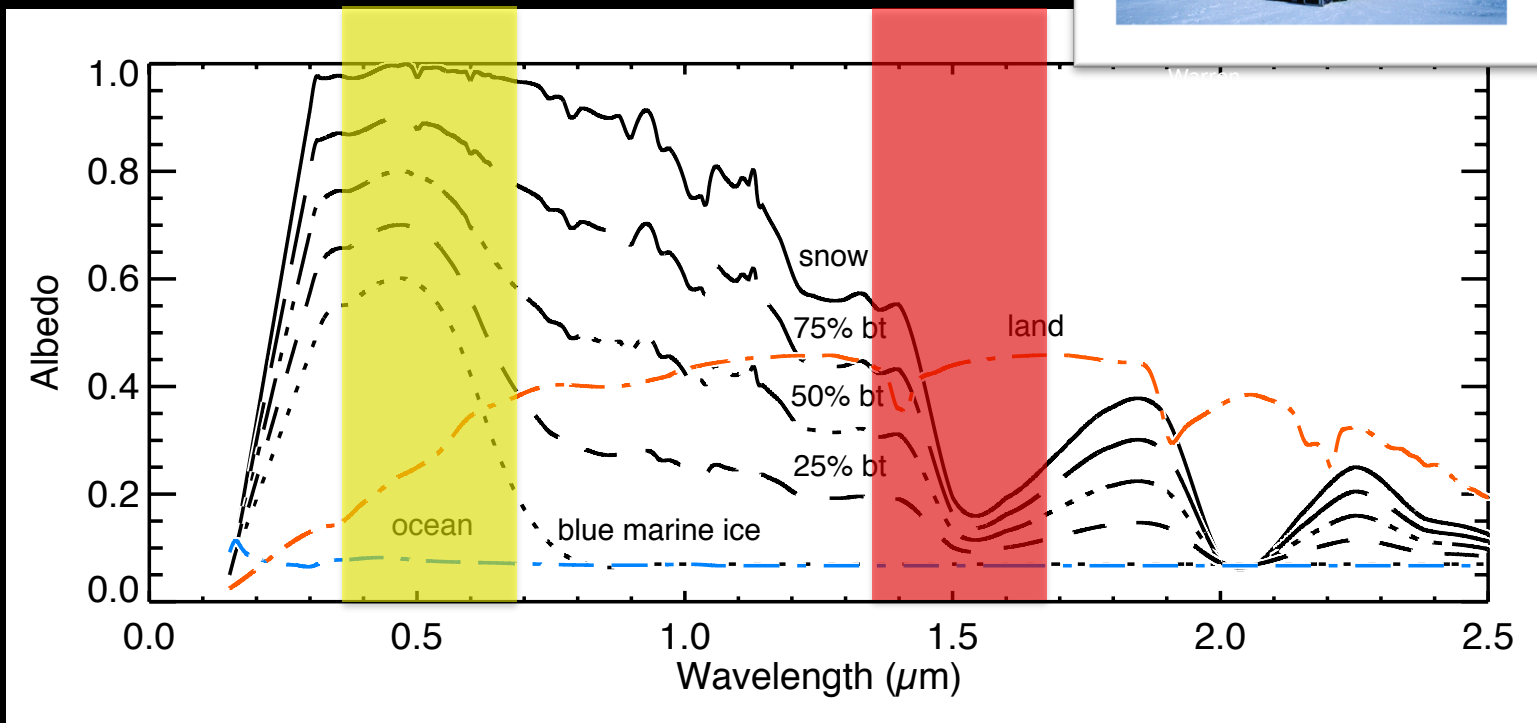 Warren
1.0
0.8
0.6
0.4
0.2
0.0
Albedo
snow
75% bt
land
50% bt
25% bt
ocean
blue marine ice
0.0 0.5 1.0 1.5 2.0 2.5
Wavelength (µm)